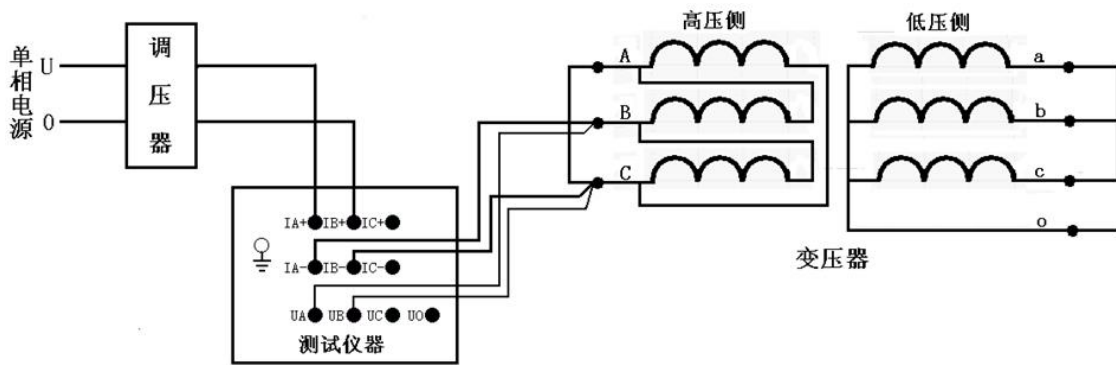 单相电源
U
0
调压器
高压侧
低压侧
A
B
C
a
b
c
o
变压器
IA+ IB+ IC+
IA- IB- IC-
UA UB UC UO
测试仪器